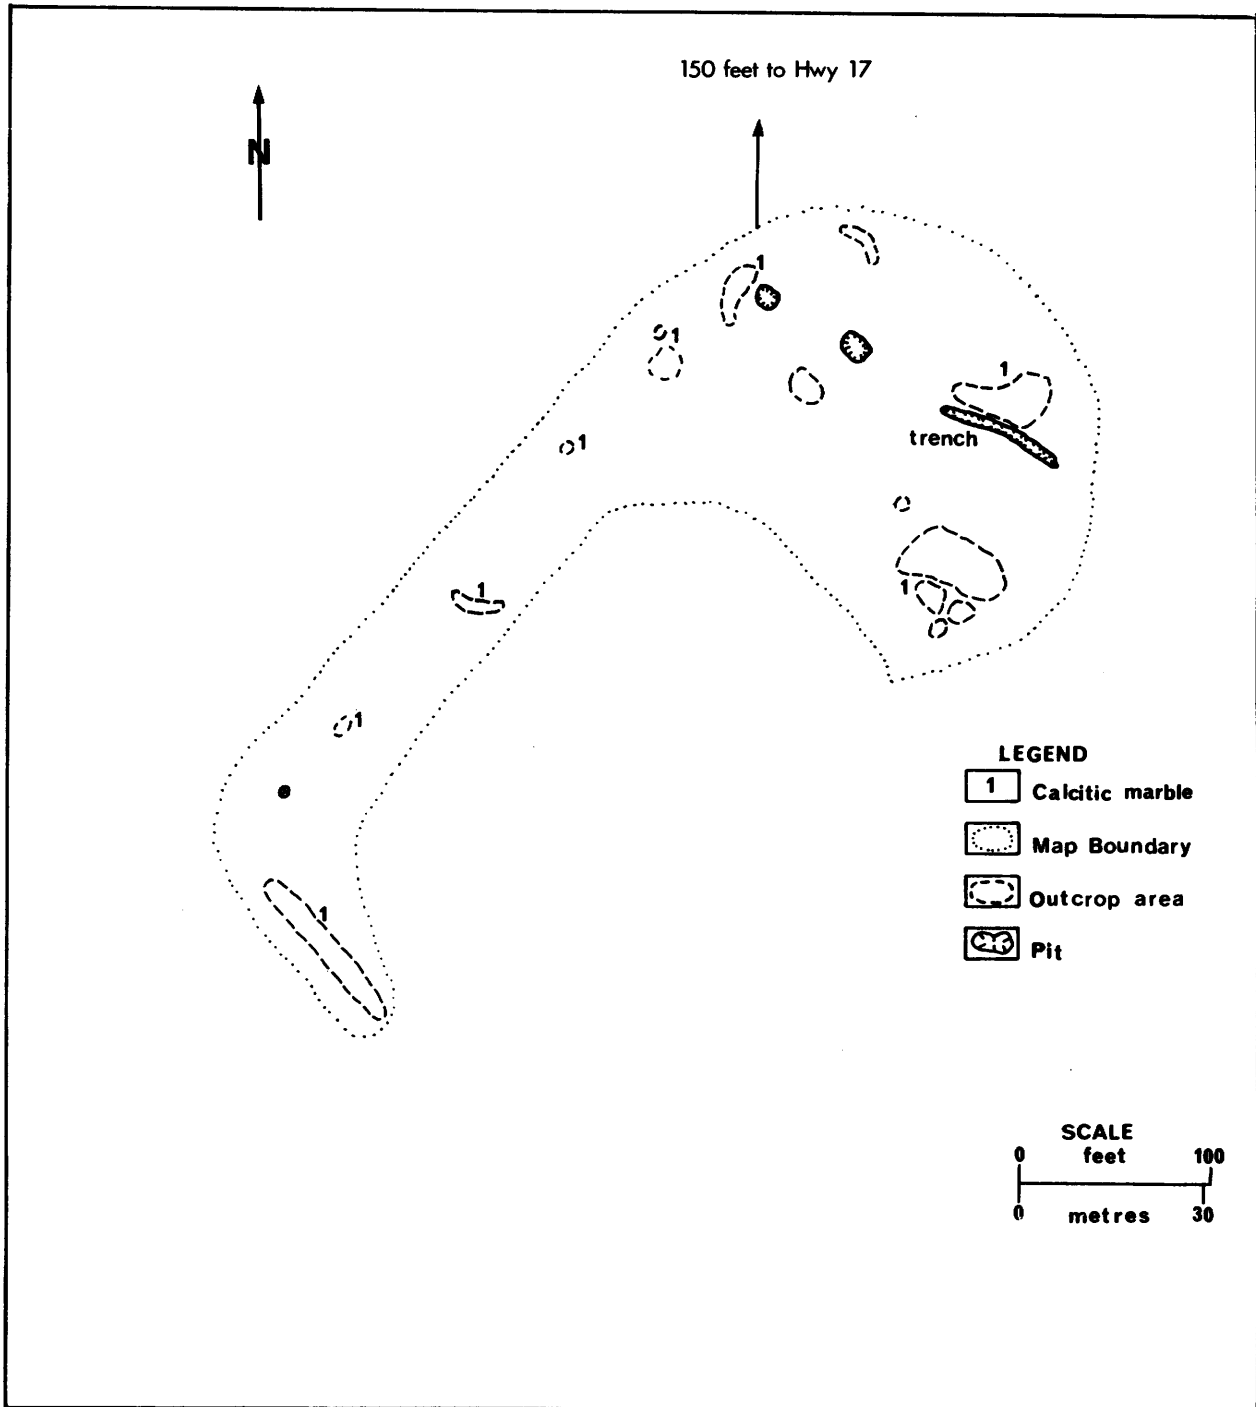 150 feet to Hwy 17
N
1
1
1
trench
1
1
1
1
1
LEGEND
1 Calcitic marble
Map Boundary
Outcrop area
Pit
SCALE
feet
0 100
0 metres 30